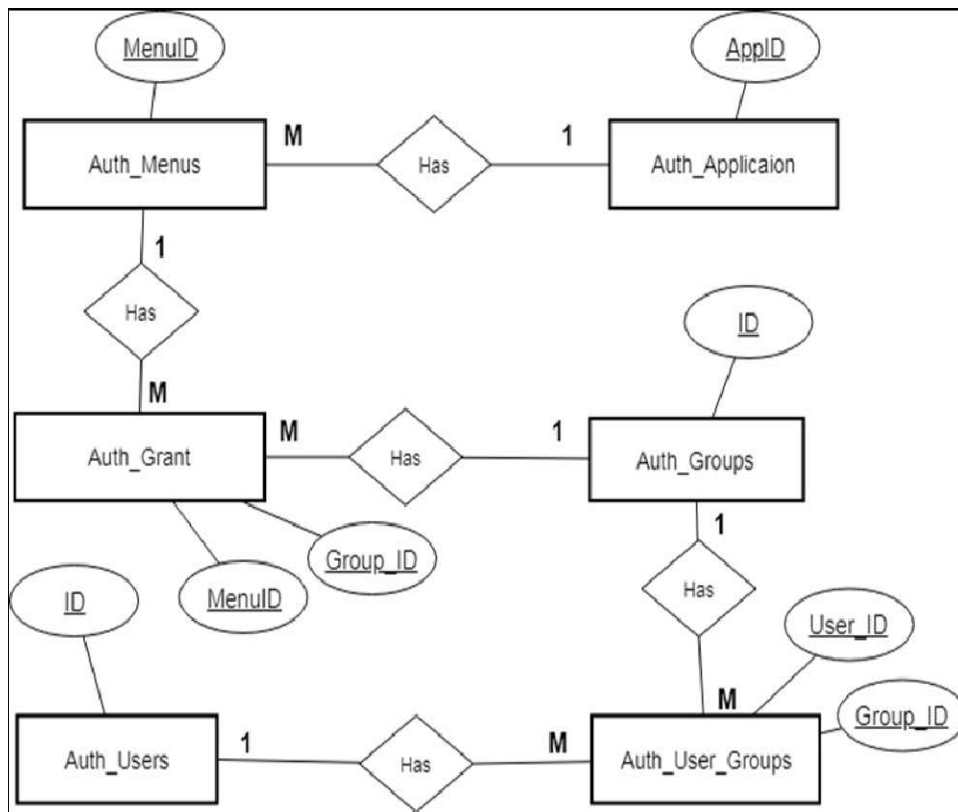 MenuID
AppID
M
1
Auth_Menus
Has
Auth_Applicaion
1
Has
ID
M
M
1
Auth_Grant
Has
Auth_Groups
1
Group_ID
ID
MenuID
Has
User_ID
M
Group_ID
1
M
Auth_Users
Has
Auth_User_Groups